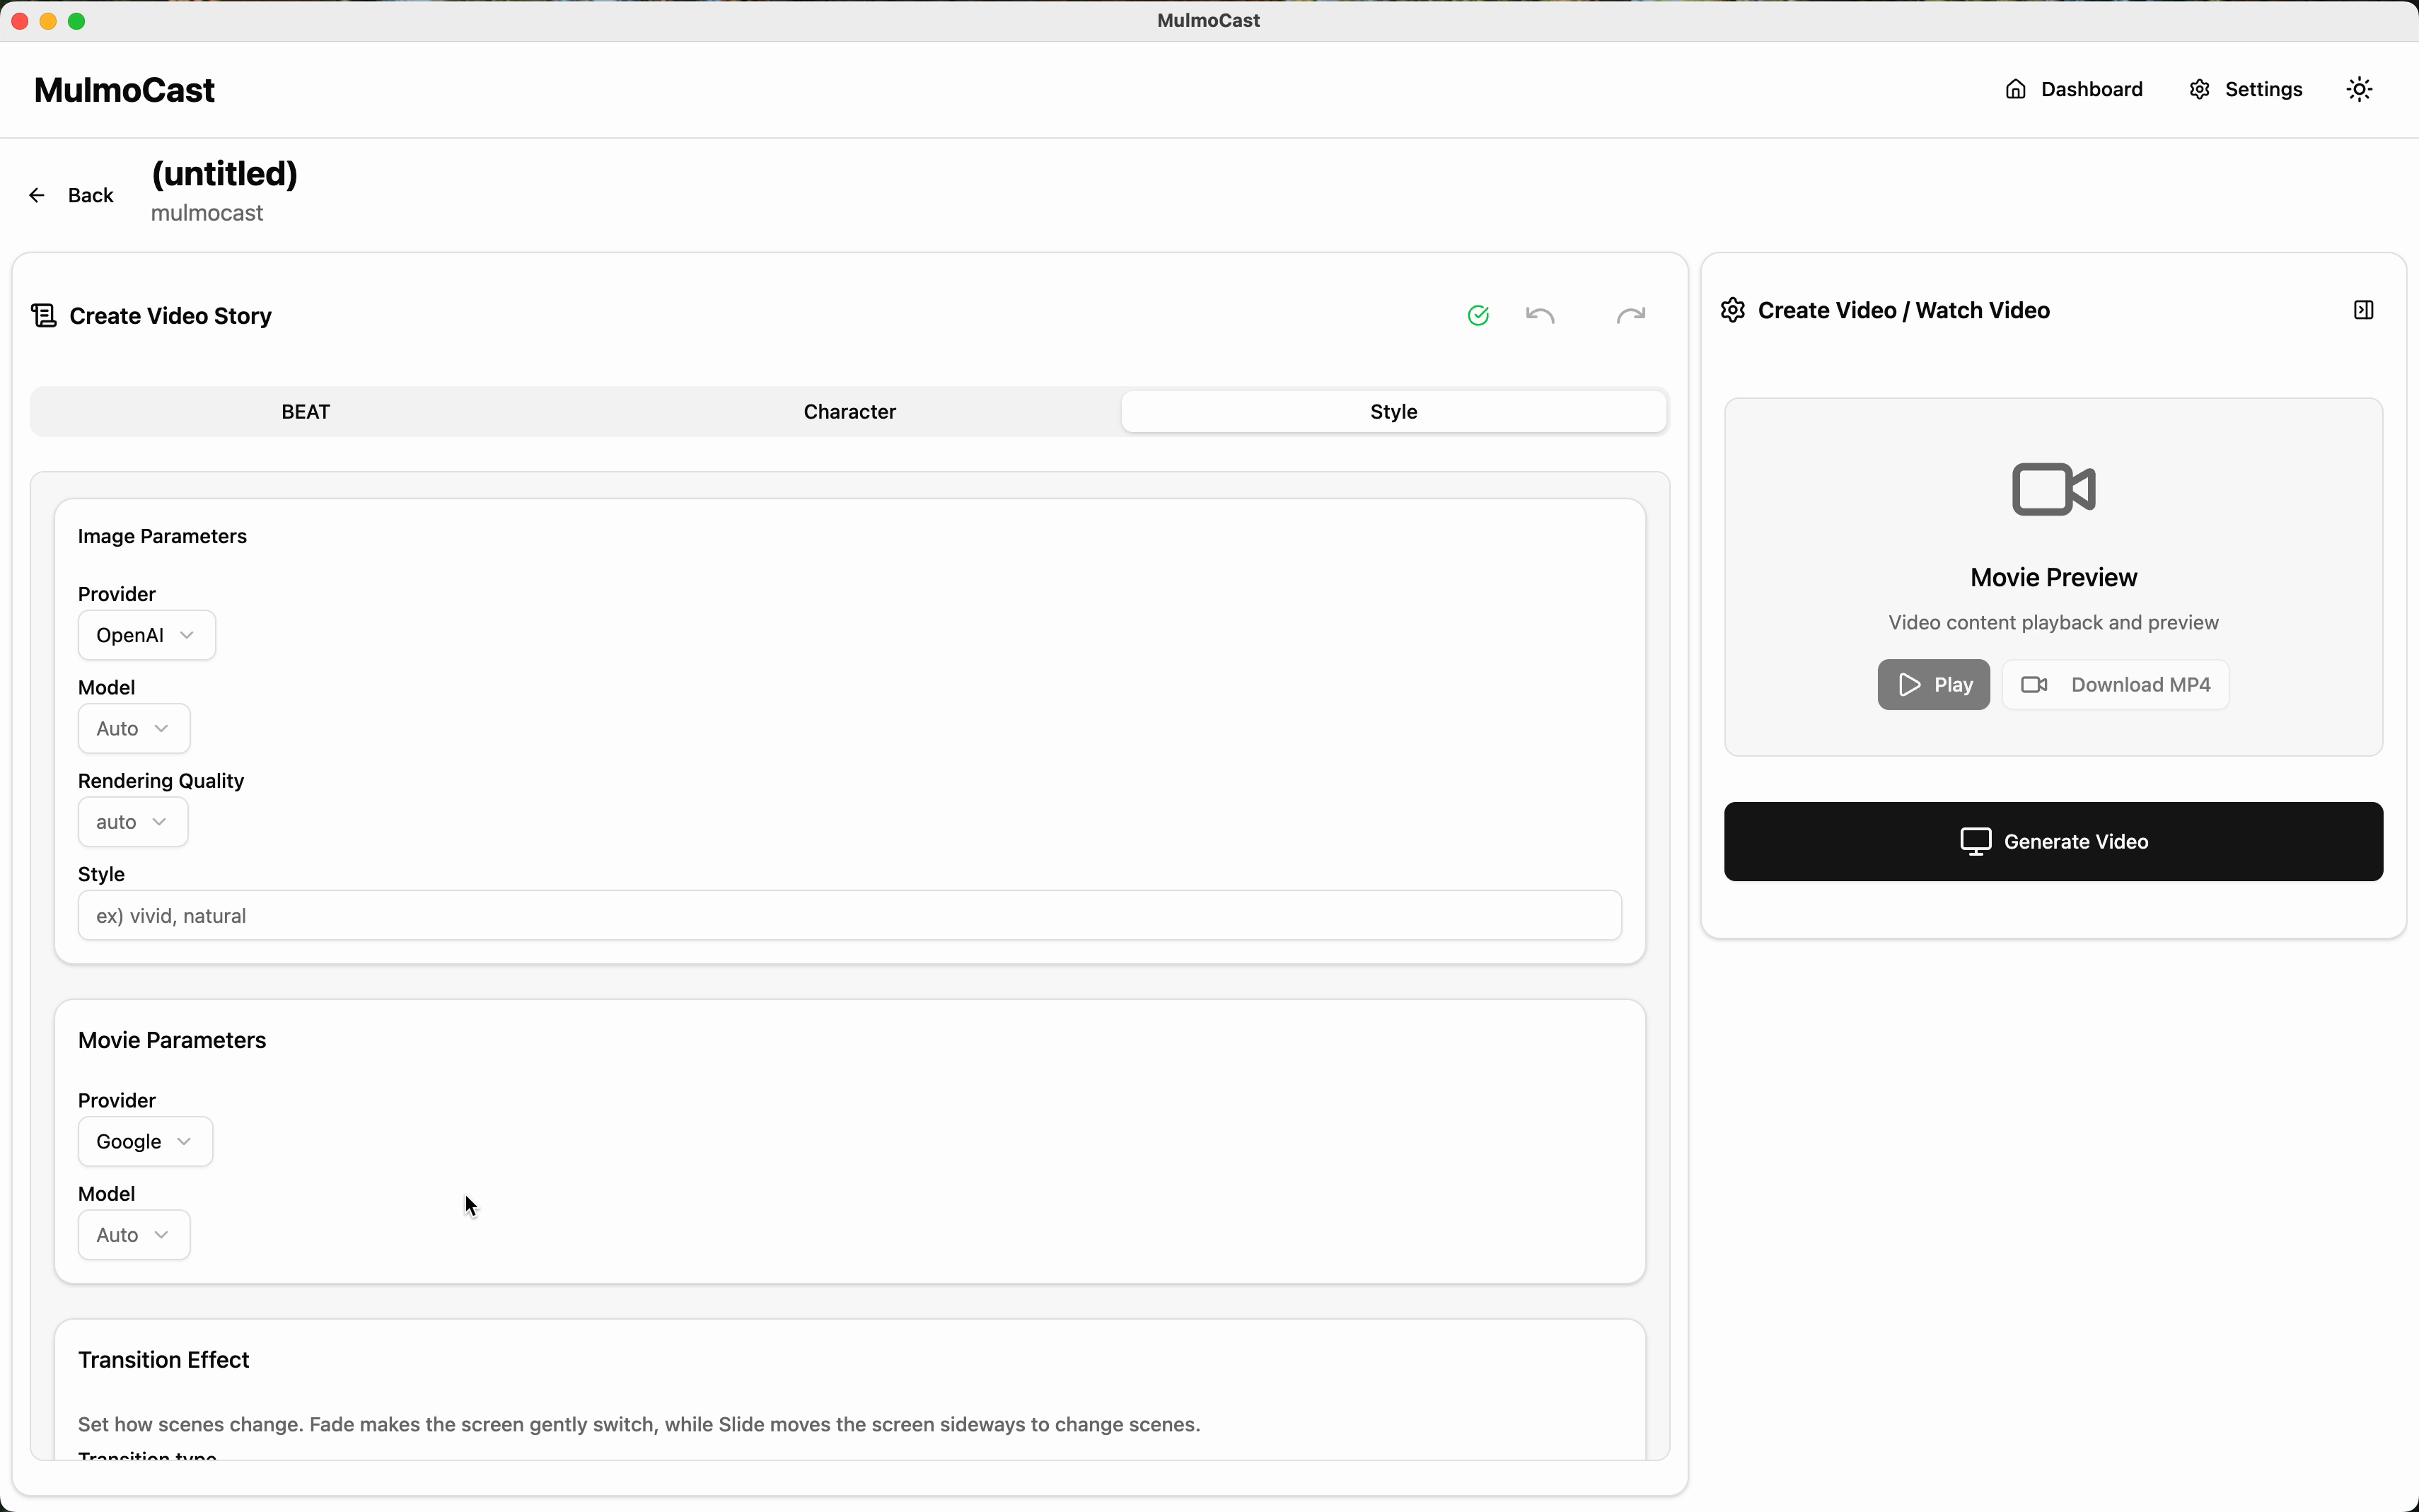 MulmoCast
MulmoCast
Dashboard
Settings
Back
(untitled)
mulmocast
Create Video Story
BEAT
Character
Style
Image Parameters
Provider
OpenAI
Model
Auto
Rendering Quality
auto
Style
ex) vivid, natural
Movie Parameters
Provider
Google
Model
Auto
Transition Effect
Set how scenes change. Fade makes the screen gently switch, while Slide moves the screen sideways to change scenes.
Transition type
Create Video / Watch Video
Movie Preview
Video content playback and preview
Play
Download MP4
Generate Video